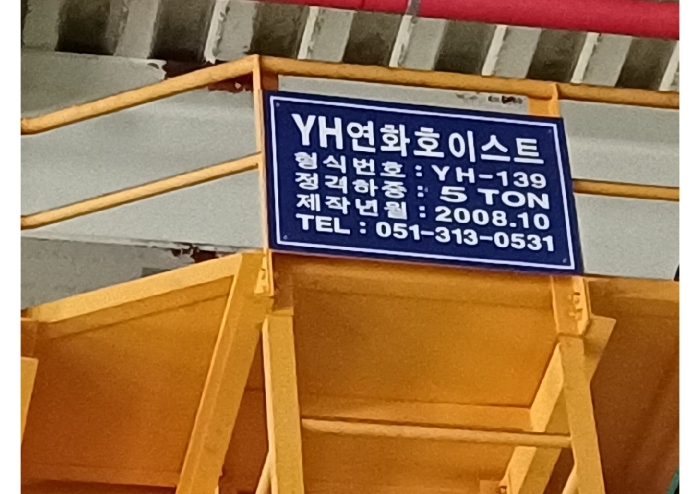 YH연화호이스트
형식번호 : YH-139
정격하중 : 5 TON
제작년월 : 2008.10
TEL : 051-313-0531